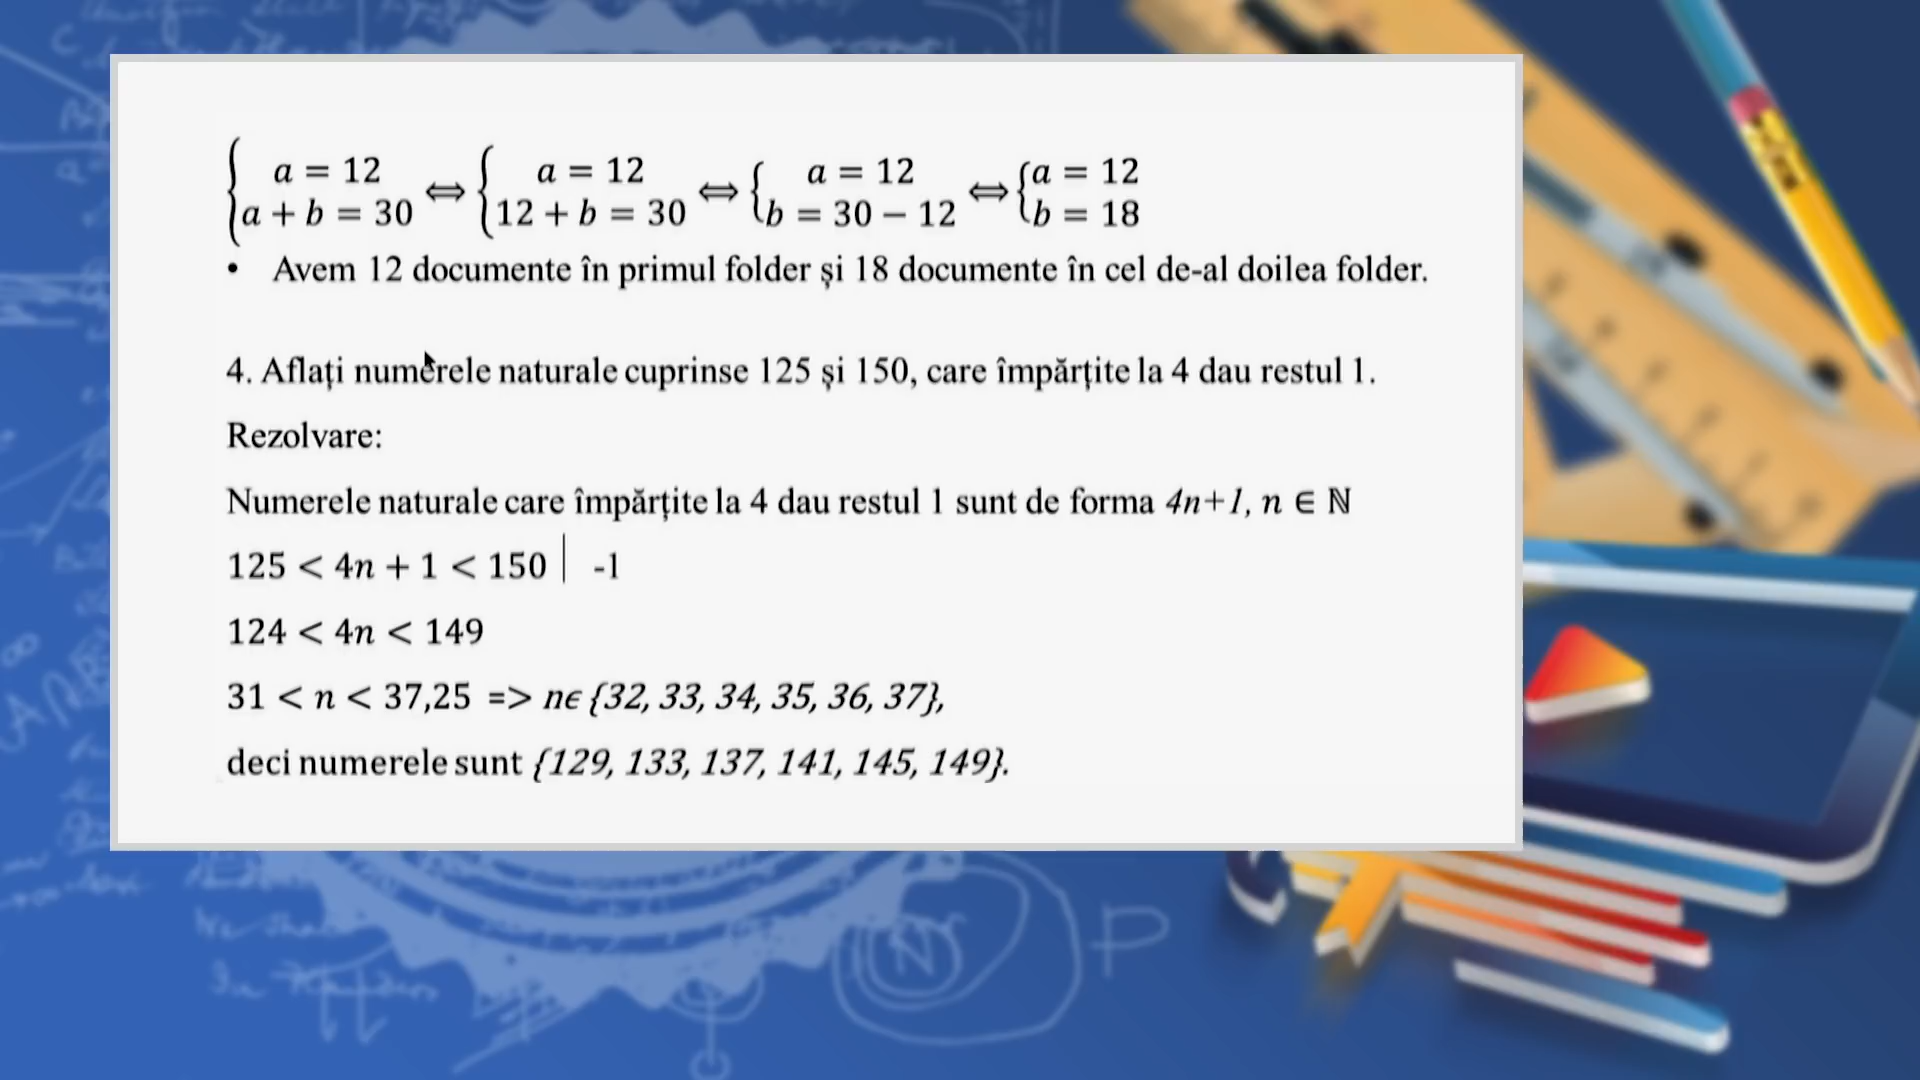 {a = 12 ⇔ {a = 12 ⇔ {a = 12 ⇔ {a = 12
{a + b = 30 {12 + b = 30 {b = 30 − 12 {b = 18
• Avem 12 documente în primul folder și 18 documente în cel de-al doilea folder.
4. Aflați numerele naturale cuprinse 125 și 150, care împărțite la 4 dau restul 1.
Rezolvare:
Numerele naturale care împărțite la 4 dau restul 1 sunt de forma 4n+1, n ∈ ℕ
125 < 4n + 1 < 150 | -1
124 < 4n < 149
31 < n < 37,25 => nϵ {32, 33, 34, 35, 36, 37},
deci numerele sunt {129, 133, 137, 141, 145, 149}.
N
P